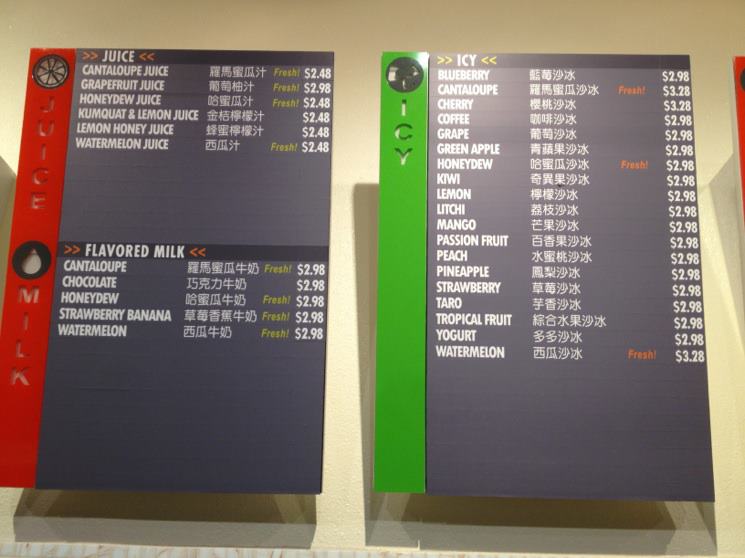 >> JUICE <<
CANTALOUPE JUICE 羅馬蜜瓜汁 Fresh! $2.48
GRAPEFRUIT JUICE 葡萄柚汁 Fresh! $2.98
HONEYDEW JUICE 哈蜜瓜汁 Fresh! $2.48
KUMQUAT & LEMON JUICE 金桔檸檬汁 $2.48
LEMON HONEY JUICE 蜂蜜檸檬汁 $2.48
WATERMELON JUICE 西瓜汁 Fresh! $2.48
JUICE
>> FLAVORED MILK <<
CANTALOUPE 羅馬蜜瓜牛奶 Fresh! $2.98
CHOCOLATE 巧克力牛奶 $2.98
HONEYDEW 哈蜜瓜牛奶 Fresh! $2.98
STRAWBERRY BANANA 草莓香蕉牛奶 Fresh! $2.98
WATERMELON 西瓜牛奶 Fresh! $2.98
MILK
>> ICY <<
BLUEBERRY 藍莓沙冰 $2.98
CANTALOUPE 羅馬蜜瓜沙冰 Fresh! $3.28
CHERRY 櫻桃沙冰 $2.98
COFFEE 咖啡沙冰 $2.98
GRAPE 葡萄沙冰 $2.98
GREEN APPLE 青蘋果沙冰 $2.98
HONEYDEW 哈蜜瓜沙冰 Fresh! $2.98
KIWI 奇異果沙冰 $2.98
LEMON 檸檬沙冰 $2.98
LITCHI 荔枝沙冰 $2.98
MANGO 芒果沙冰 $2.98
PASSION FRUIT 百香果沙冰 $2.98
PEACH 水蜜桃沙冰 $2.98
PINEAPPLE 鳳梨沙冰 $2.98
STRAWBERRY 草莓沙冰 $2.98
TARO 芋香沙冰 $2.98
TROPICAL FRUIT 綜合水果沙冰 $2.98
YOGURT 多多沙冰 $2.98
WATERMELON 西瓜沙冰 Fresh! $3.28
ICY